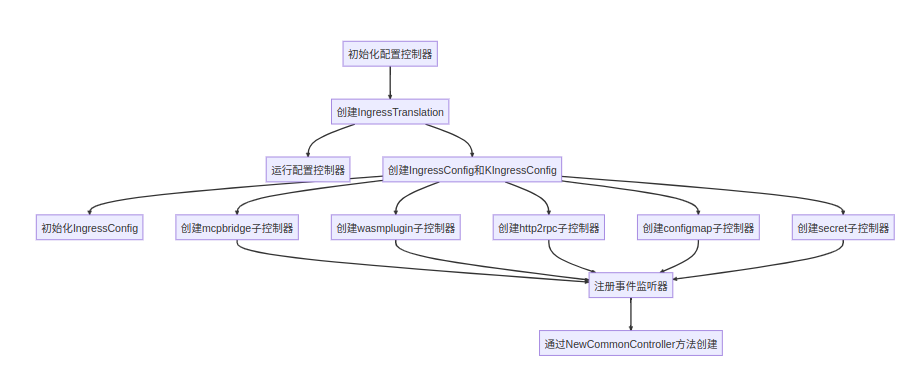 初始化配置控制器
创建IngressTranslation
运行配置控制器
创建IngressConfig和KIngressConfig
初始化IngressConfig
创建mcpbridge子控制器
创建wasmplugin子控制器
创建http2rpc子控制器
创建configmap子控制器
创建secret子控制器
注册事件监听器
通过NewCommonController方法创建